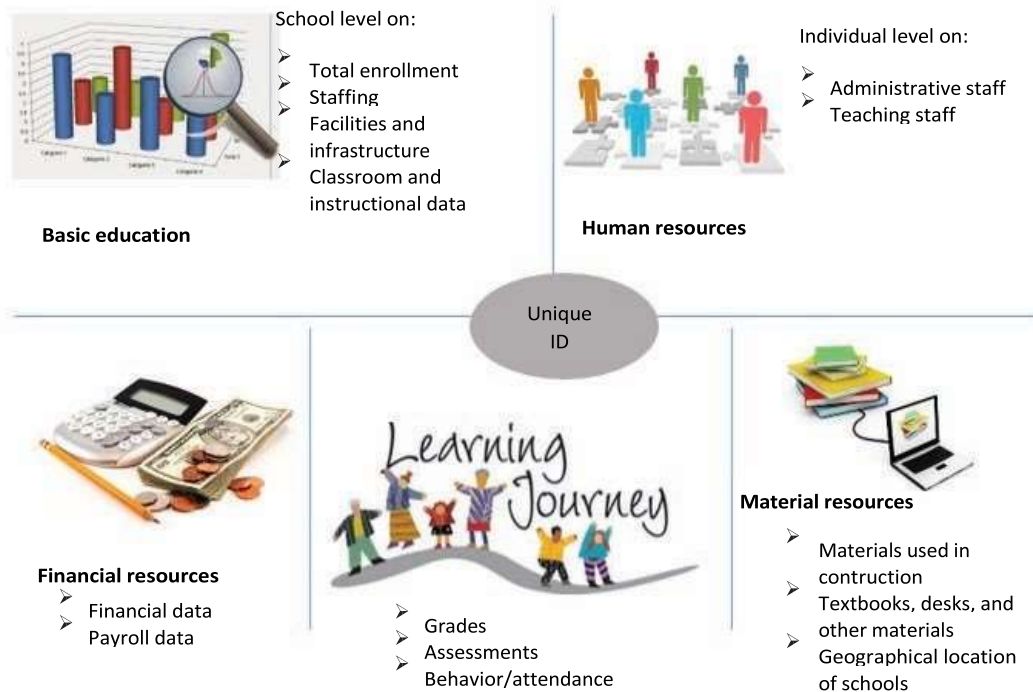 School level on:
➢ Total enrollment
➢ Staffing
➢ Facilities and
infrastructure
➢ Classroom and
instructional data
Basic education
Individual level on:
➢ Administrative staff
➢ Teaching staff
Human resources
Unique
ID
Financial resources
➢ Financial data
➢ Payroll data
Learning
Journey
➢ Grades
➢ Assessments
➢ Behavior/attendance
Material resources
➢ Materials used in
contruction
➢ Textbooks, desks, and
other materials
➢ Geographical location
of schools